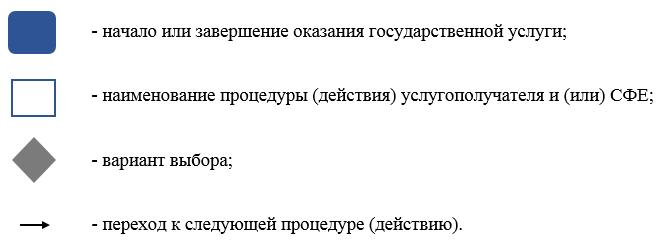 - начало или завершение оказания государственной услуги;
- наименование процедуры (действия) услугополучателя и (или) СФЕ;
- вариант выбора;
- переход к следующей процедуре (действию).